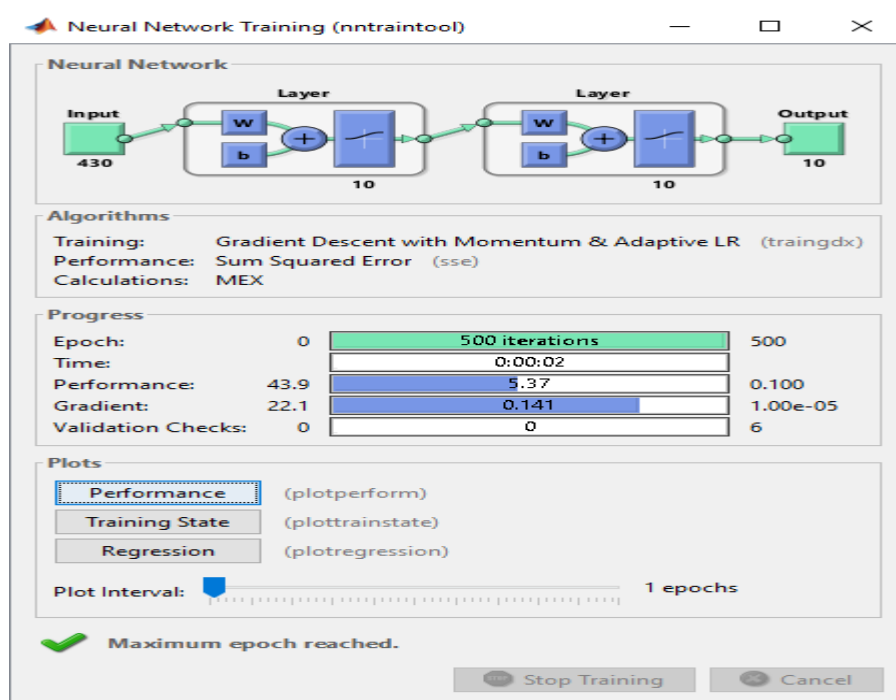 Neural Network Training (nntraintool)
Neural Network
Layer Layer
Input Output
W W
+ +
b b
430 10 10 10
Algorithms
Training: Gradient Descent with Momentum & Adaptive LR (traingdx)
Performance: Sum Squared Error (sse)
Calculations: MEX
Progress
Epoch: 0 500 iterations 500
Time: 0:00:02
Performance: 43.9 5.37 0.100
Gradient: 22.1 0.141 1.00e-05
Validation Checks: 0 0 6
Plots
Performance (plotperform)
Training State (plottrainstate)
Regression (plotregression)
Plot Interval: 1 epochs
Maximum epoch reached.
Stop Training Cancel